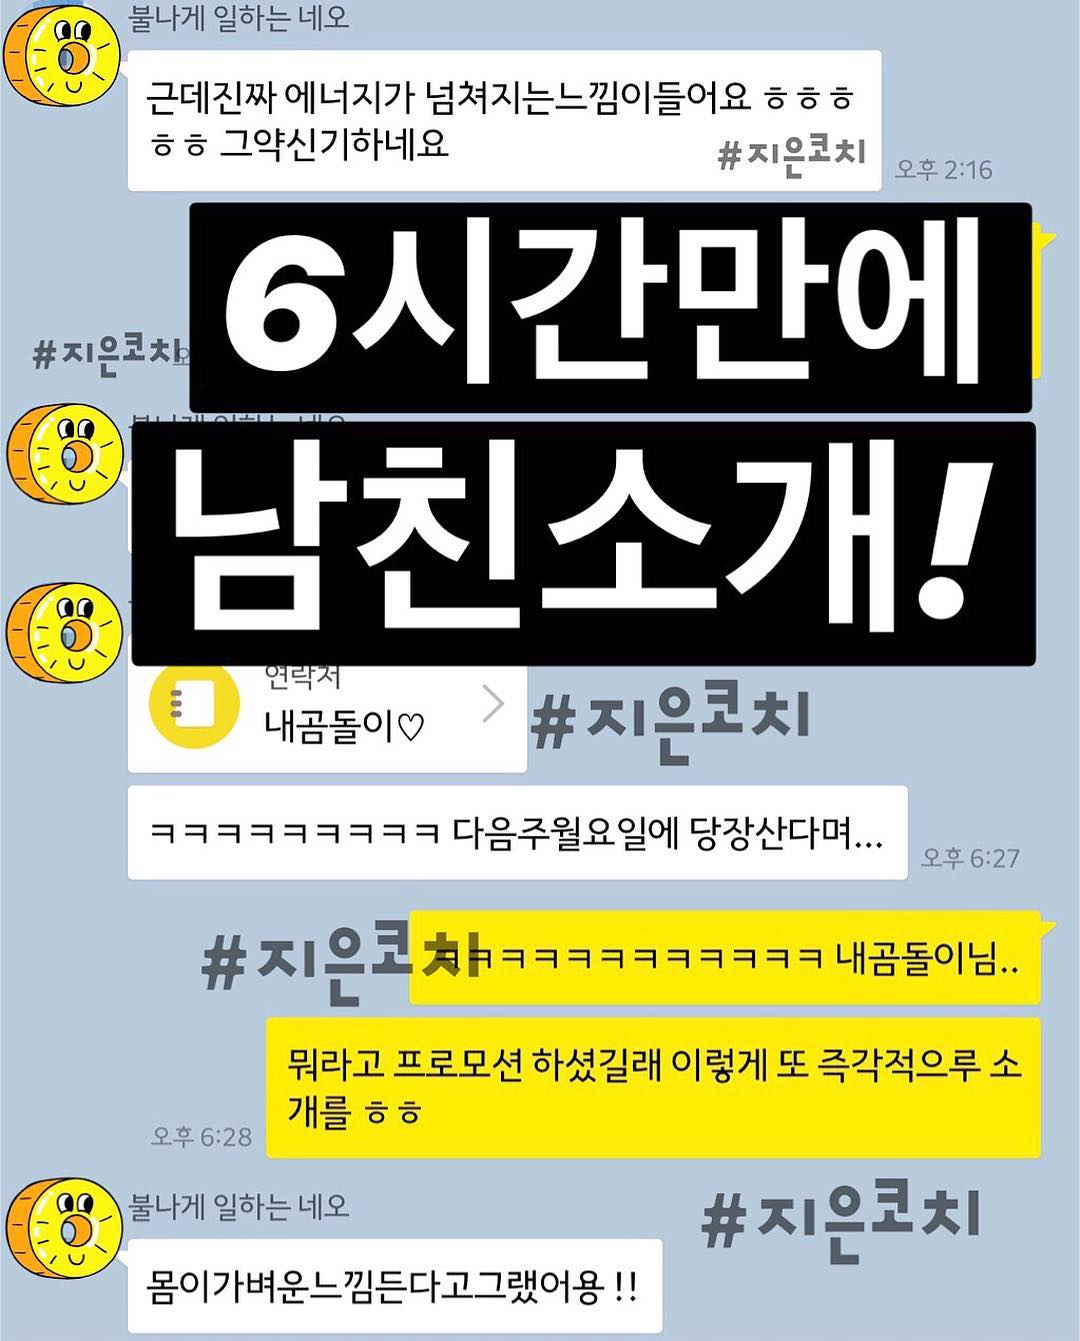 불나게 일하는 네오
근데진짜 에너지가 넘쳐지는느낌이들어요 ㅎㅎㅎ
ㅎㅎ 그약신기하네요
#지은코치
오후 2:16
6시간만에
#지은코치
남친소개!
연락처
내곰돌이♡
#지은코치
ㅋㅋㅋㅋㅋㅋㅋㅋㅋ 다음주월요일에 당장산다며...
오후 6:27
#지은코치
ㅋㅋㅋㅋㅋㅋㅋㅋㅋㅋㅋㅋ 내곰돌이님..
뭐라고 프로모션 하셨길래 이렇게 또 즉각적으루 소
개를 ㅎㅎ
오후 6:28
불나게 일하는 네오
#지은코치
몸이가벼운느낌든다고그랬어용 !!